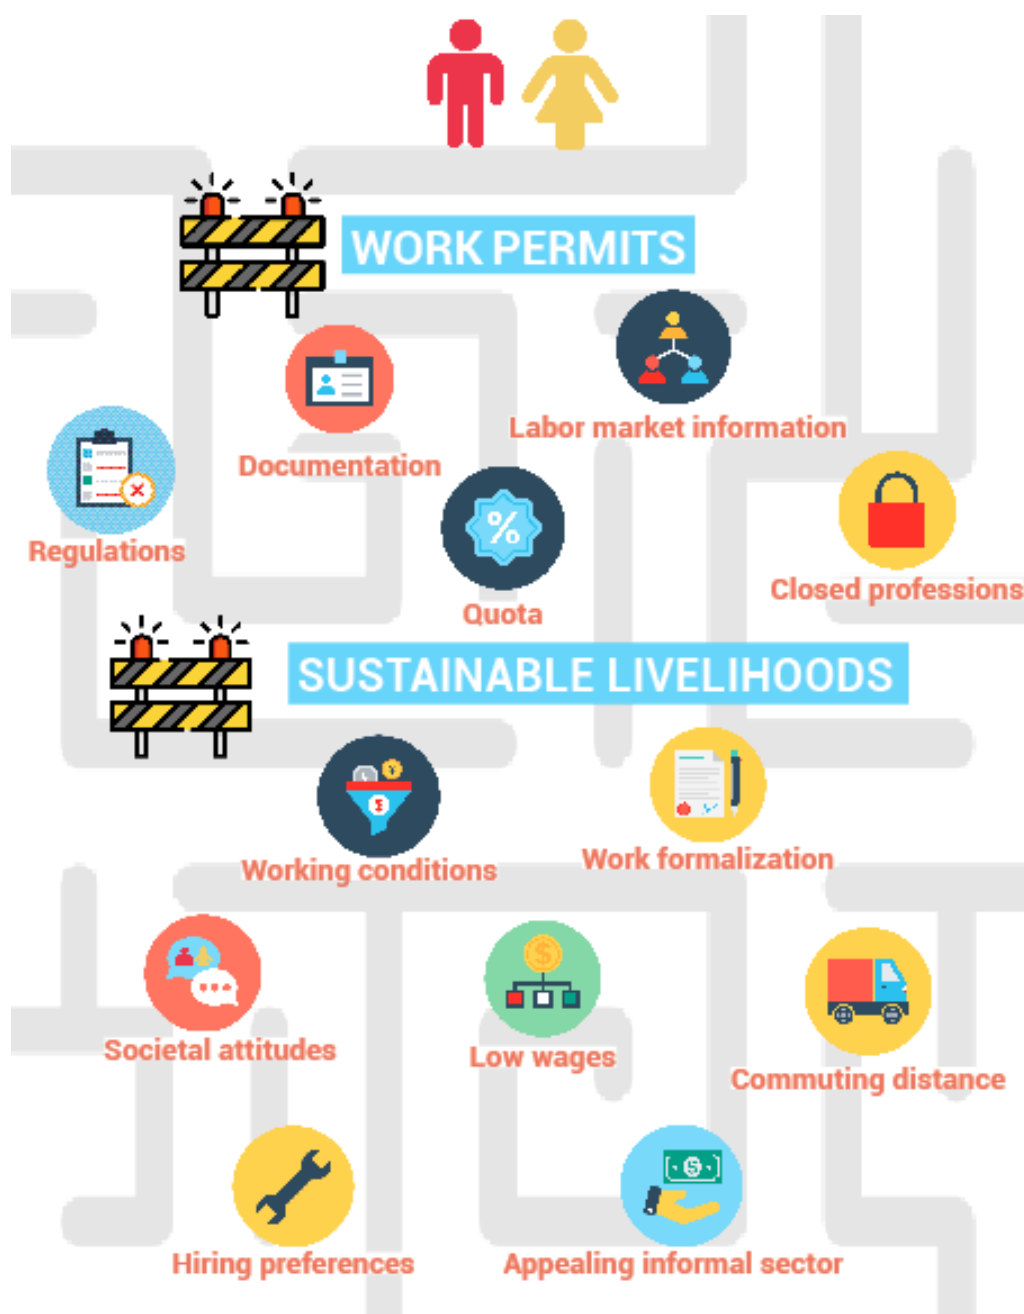 WORK PERMITS
Labor market information
Documentation
Regulations
Closed professions
Quota
SUSTAINABLE LIVELIHOODS
Working conditions
Work formalization
Societal attitudes
Low wages
Commuting distance
Hiring preferences
Appealing informal sector